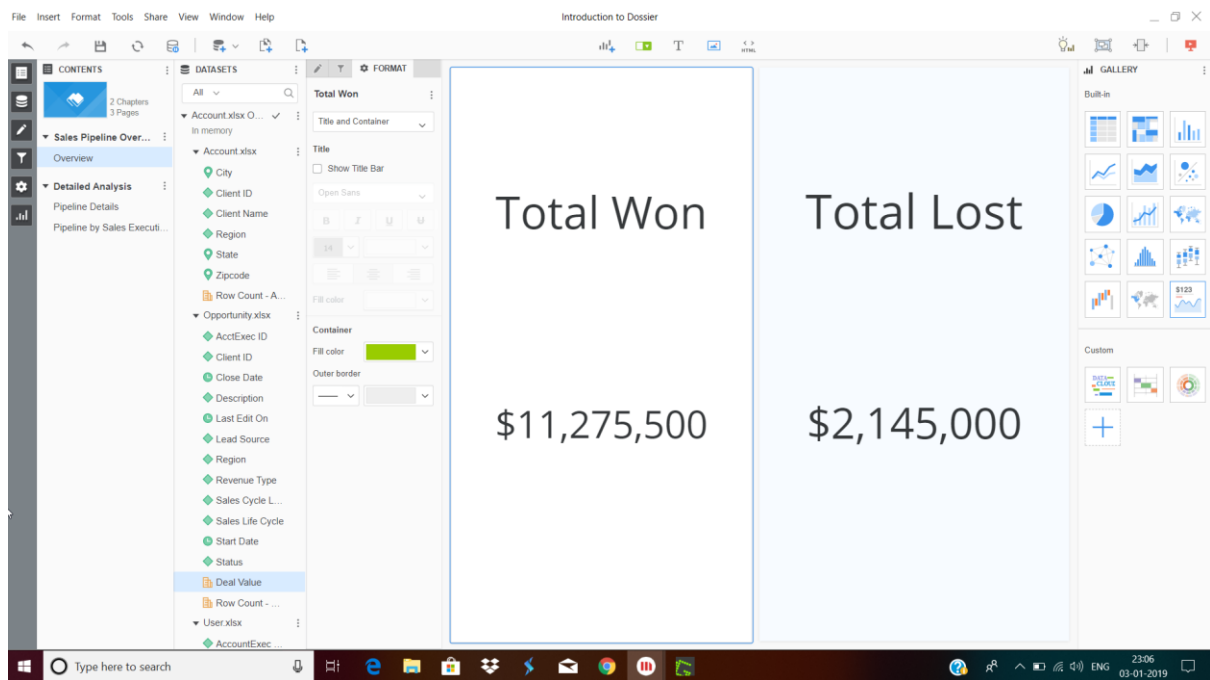 File Insert Format Tools Share View Window Help
Introduction to Dossier
T
HTML
CONTENTS
2 Chapters
3 Pages
Sales Pipeline Over...
Overview
Detailed Analysis
Pipeline Details
Pipeline by Sales Executi...
DATASETS
All
Account.xlsx O...
In memory
Account.xlsx
City
Client ID
Client Name
Region
State
Zipcode
Row Count - A...
Opportunity.xlsx
AcctExec ID
Client ID
Close Date
Description
Last Edit On
Lead Source
Region
Revenue Type
Sales Cycle L...
Sales Life Cycle
Start Date
Status
Deal Value
Row Count - ...
User.xlsx
AccountExec ...
FORMAT
Total Won
Title and Container
Title
Show Title Bar
Open Sans
B I U U
14
Fill color
Container
Fill color
Outer border
Total Won
$11,275,500
Total Lost
$2,145,000
GALLERY
Built-in
$123
Custom
DATA
CLOUD
Type here to search
ENG
23:06
03-01-2019